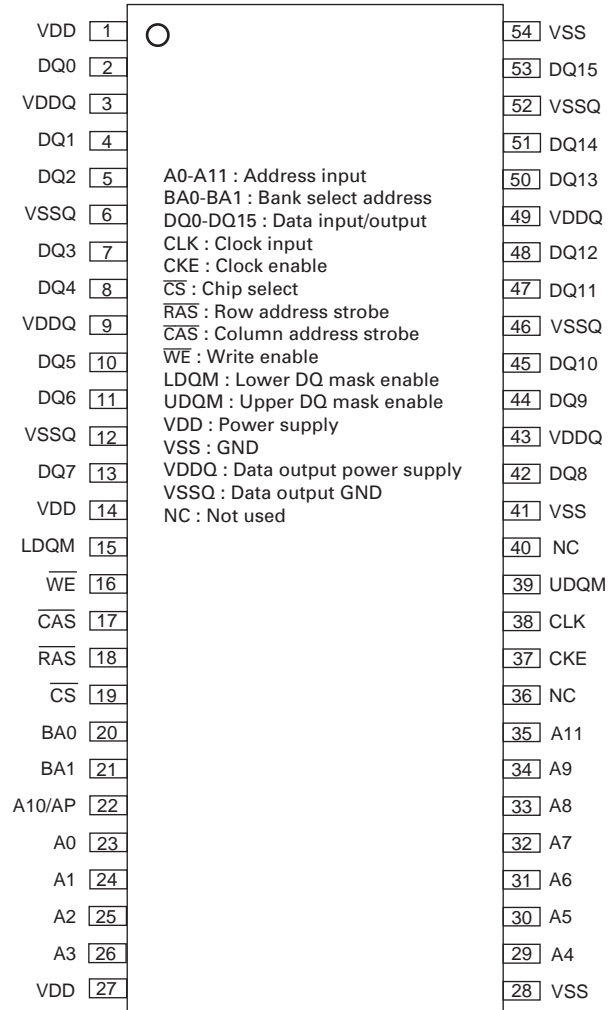 VDD 1
DQ0 2
VDDQ 3
DQ1 4
DQ2 5
VSSQ 6
DQ3 7
DQ4 8
VDDQ 9
DQ5 10
DQ6 11
VSSQ 12
DQ7 13
VDD 14
LDQM 15
W̅E̅ 16
C̅A̅S̅ 17
R̅A̅S̅ 18
C̅S̅ 19
BA0 20
BA1 21
A10/AP 22
A0 23
A1 24
A2 25
A3 26
VDD 27
A0-A11 : Address input
BA0-BA1 : Bank select address
DQ0-DQ15 : Data input/output
CLK : Clock input
CKE : Clock enable
C̅S̅ : Chip select
R̅A̅S̅ : Row address strobe
C̅A̅S̅ : Column address strobe
W̅E̅ : Write enable
LDQM : Lower DQ mask enable
UDQM : Upper DQ mask enable
VDD : Power supply
VSS : GND
VDDQ : Data output power supply
VSSQ : Data output GND
NC : Not used
54 VSS
53 DQ15
52 VSSQ
51 DQ14
50 DQ13
49 VDDQ
48 DQ12
47 DQ11
46 VSSQ
45 DQ10
44 DQ9
43 VDDQ
42 DQ8
41 VSS
40 NC
39 UDQM
38 CLK
37 CKE
36 NC
35 A11
34 A9
33 A8
32 A7
31 A6
30 A5
29 A4
28 VSS